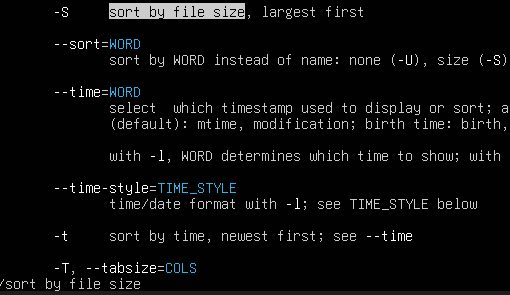 -S sort by file size, largest first
--sort=WORD
sort by WORD instead of name: none (-U), size (-S)
--time=WORD
select which timestamp used to display or sort; a
(default): mtime, modification; birth time: birth,
with -l, WORD determines which time to show; with
--time-style=TIME_STYLE
time/date format with -l; see TIME_STYLE below
-t sort by time, newest first; see --time
-T, --tabsize=COLS
/sort by file size